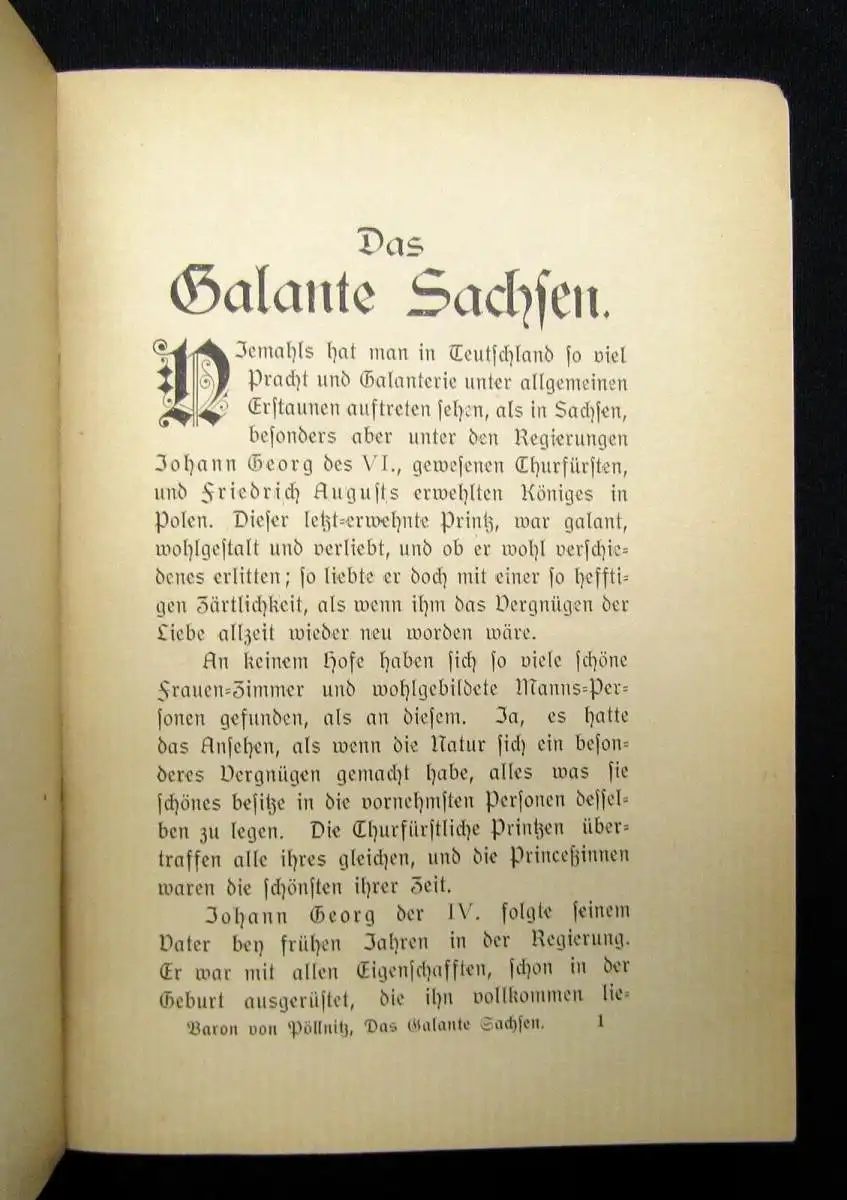 Das
Galante Sachsen.
NJemahls hat man in Teutschland so viel
Pracht und Galanterie unter allgemeinen
Erstaunen auftreten sehen, als in Sachsen,
besonders aber unter den Regierungen
Johann Georg des VI., gewesenen Churfürsten,
und Friedrich Augusts erwehlten Königes in
Polen. Dieser letzt-erwehnte Printz, war galant,
wohlgestalt und verliebt, und ob er wohl verschie-
denes erlitten; so liebte er doch mit einer so heffti-
gen Zärtlichkeit, als wenn ihm das Vergnügen der
Liebe allzeit wieder neu worden wäre.
An keinem Hofe haben sich so viele schöne
Frauen-Zimmer und wohlgebildete Manns-Per-
sonen gefunden, als an diesem. Ja, es hatte
das Ansehen, als wenn die Natur sich ein beson-
deres Vergnügen gemacht habe, alles was sie
schönes besitze in die vornehmsten Personen dessel-
ben zu legen. Die Churfürstliche Printzen über-
traffen alle ihres gleichen, und die Princeßinnen
waren die schönsten ihrer Zeit.
Johann Georg der IV. folgte seinem
Vater bey frühen Jahren in der Regierung.
Er war mit allen Eigenschafften, schon in der
Geburt ausgerüstet, die ihn vollkommen lie-
Baron von Pöllnitz, Das Galante Sachsen. 1